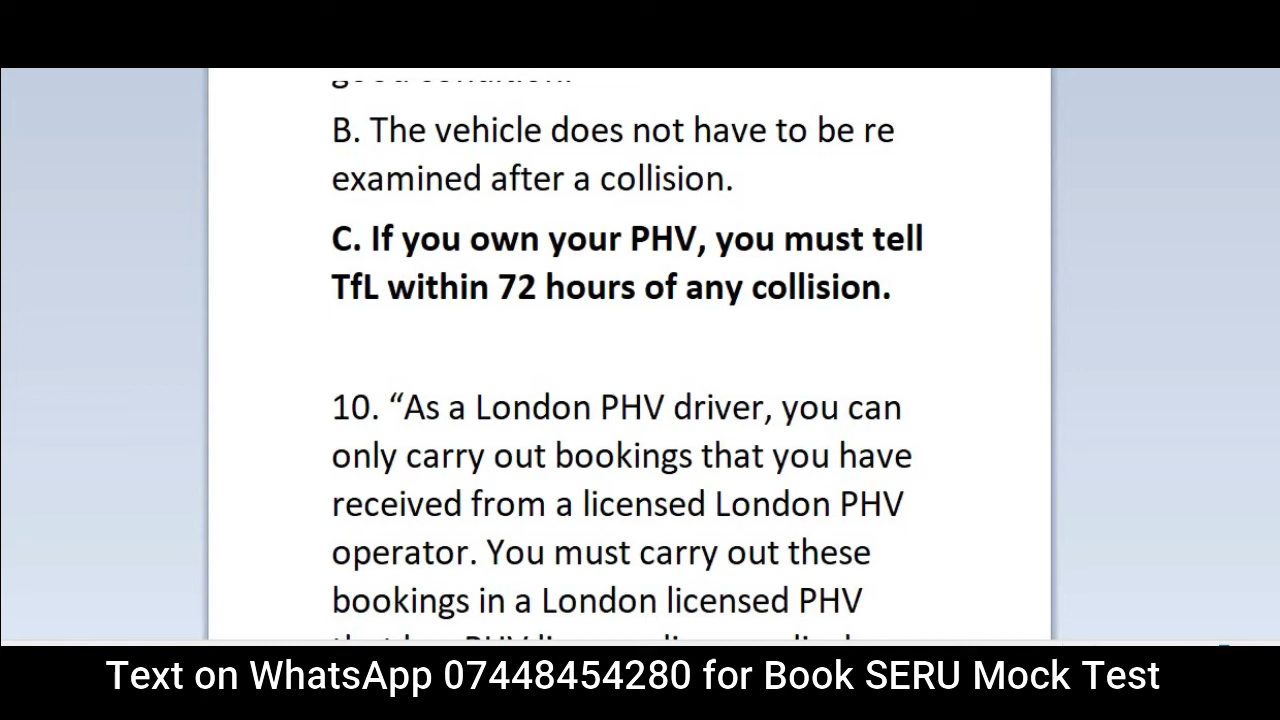 good condition.
B. The vehicle does not have to be re
examined after a collision.
C. If you own your PHV, you must tell
TfL within 72 hours of any collision.
10. “As a London PHV driver, you can
only carry out bookings that you have
received from a licensed London PHV
operator. You must carry out these
bookings in a London licensed PHV
Text on WhatsApp 07448454280 for Book SERU Mock Test